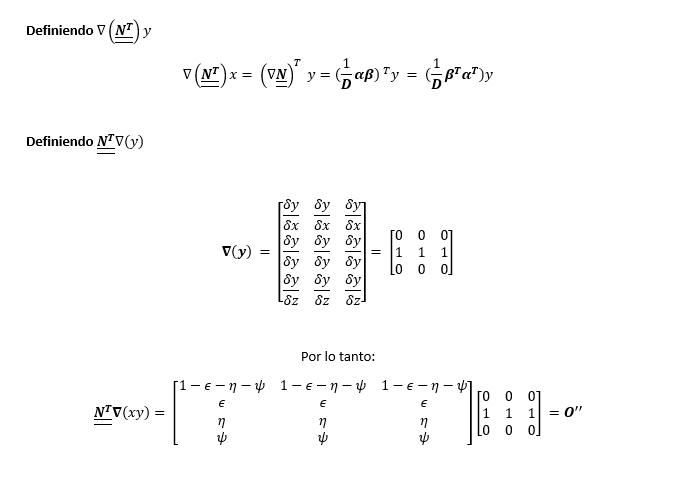 Definiendo ∇(N^T) y
∇(N^T)x = (∇N)^T y = (1/D αβ)^T y = (1/D β^T α^T)y
Definiendo N^T∇(y)
∇(y) = [δy/δx δy/δx δy/δx; δy/δy δy/δy δy/δy; δy/δz δy/δz δy/δz] = [0 0 0; 1 1 1; 0 0 0]
Por lo tanto:
N^T∇(xy) = [1−ϵ−η−ψ 1−ϵ−η−ψ 1−ϵ−η−ψ; ϵ ϵ ϵ; η η η; ψ ψ ψ] [0 0 0; 1 1 1; 0 0 0] = O′′